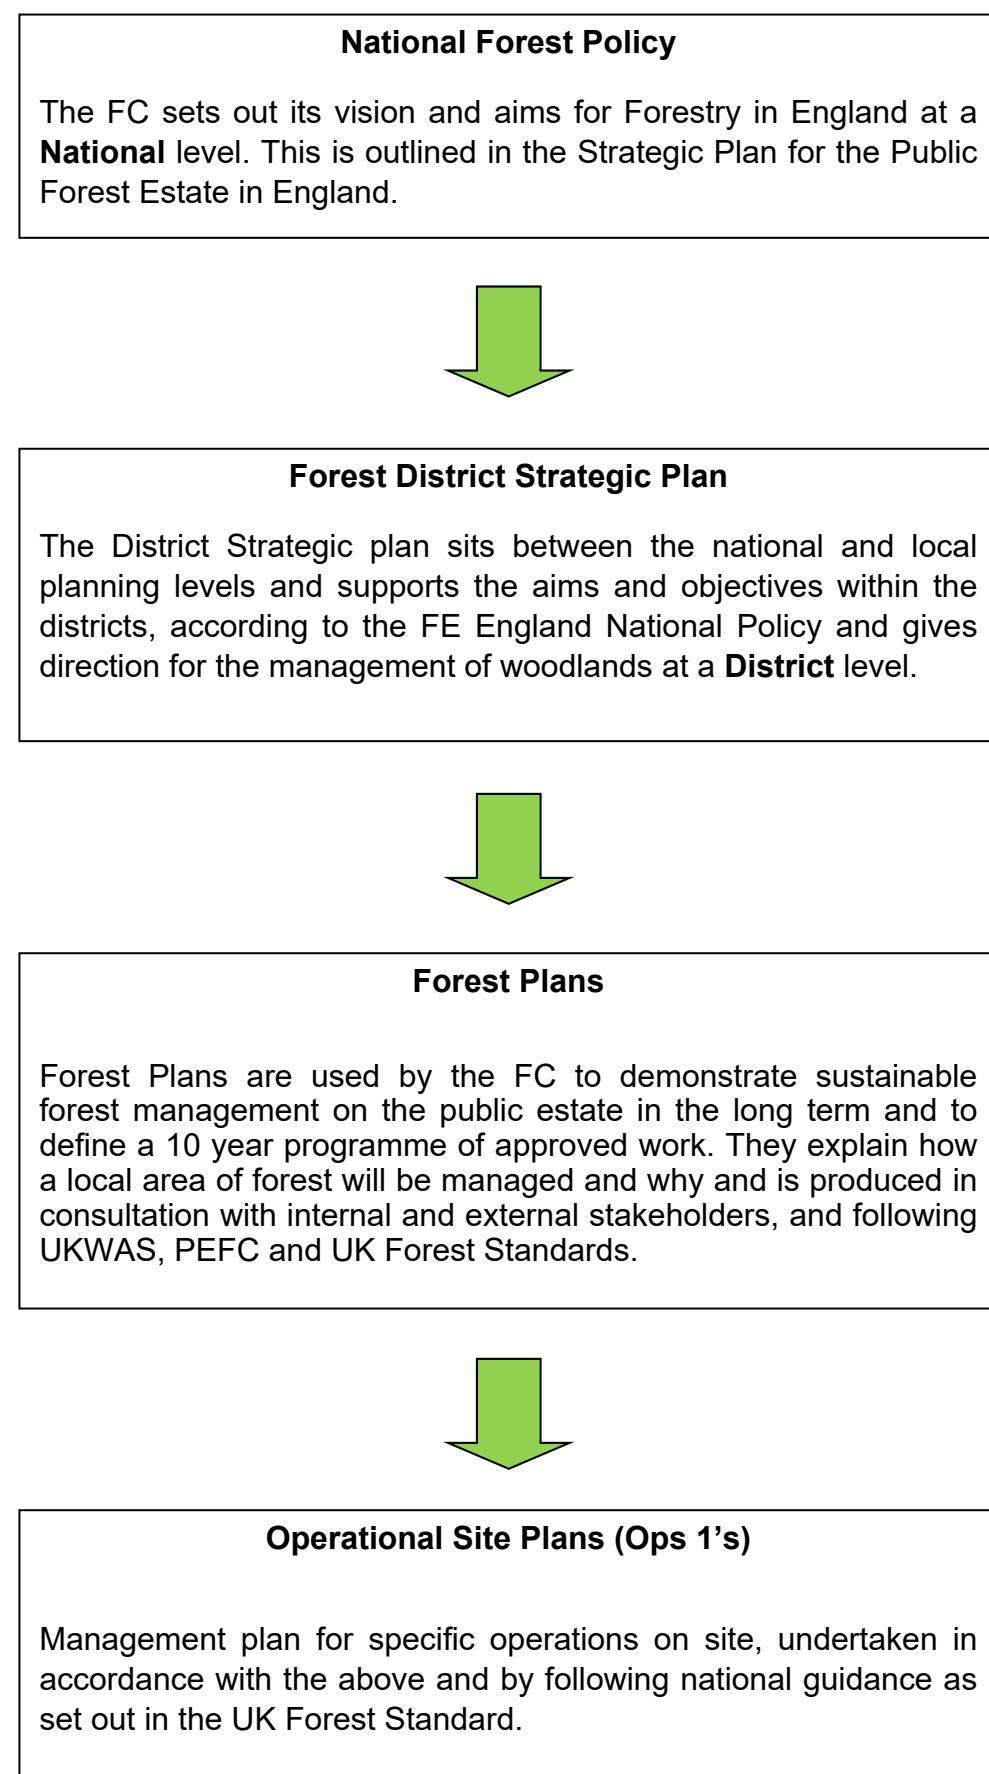 National Forest Policy
The FC sets out its vision and aims for Forestry in England at a
National level. This is outlined in the Strategic Plan for the Public
Forest Estate in England.
Forest District Strategic Plan
The District Strategic plan sits between the national and local
planning levels and supports the aims and objectives within the
districts, according to the FE England National Policy and gives
direction for the management of woodlands at a District level.
Forest Plans
Forest Plans are used by the FC to demonstrate sustainable
forest management on the public estate in the long term and to
define a 10 year programme of approved work. They explain how
a local area of forest will be managed and why and is produced in
consultation with internal and external stakeholders, and following
UKWAS, PEFC and UK Forest Standards.
Operational Site Plans (Ops 1’s)
Management plan for specific operations on site, undertaken in
accordance with the above and by following national guidance as
set out in the UK Forest Standard.